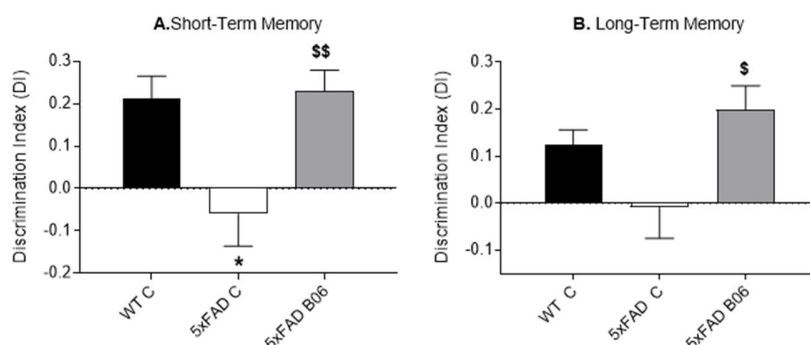 A.Short-Term Memory
Discrimination Index (DI)
0.3
0.2
0.1
0.0
-0.1
-0.2
$$
*
WT C
5xFAD C
5xFAD B06
B. Long-Term Memory
Discrimination Index (DI)
0.3
0.2
0.1
0.0
-0.1
$
WT C
5xFAD C
5xFAD B06